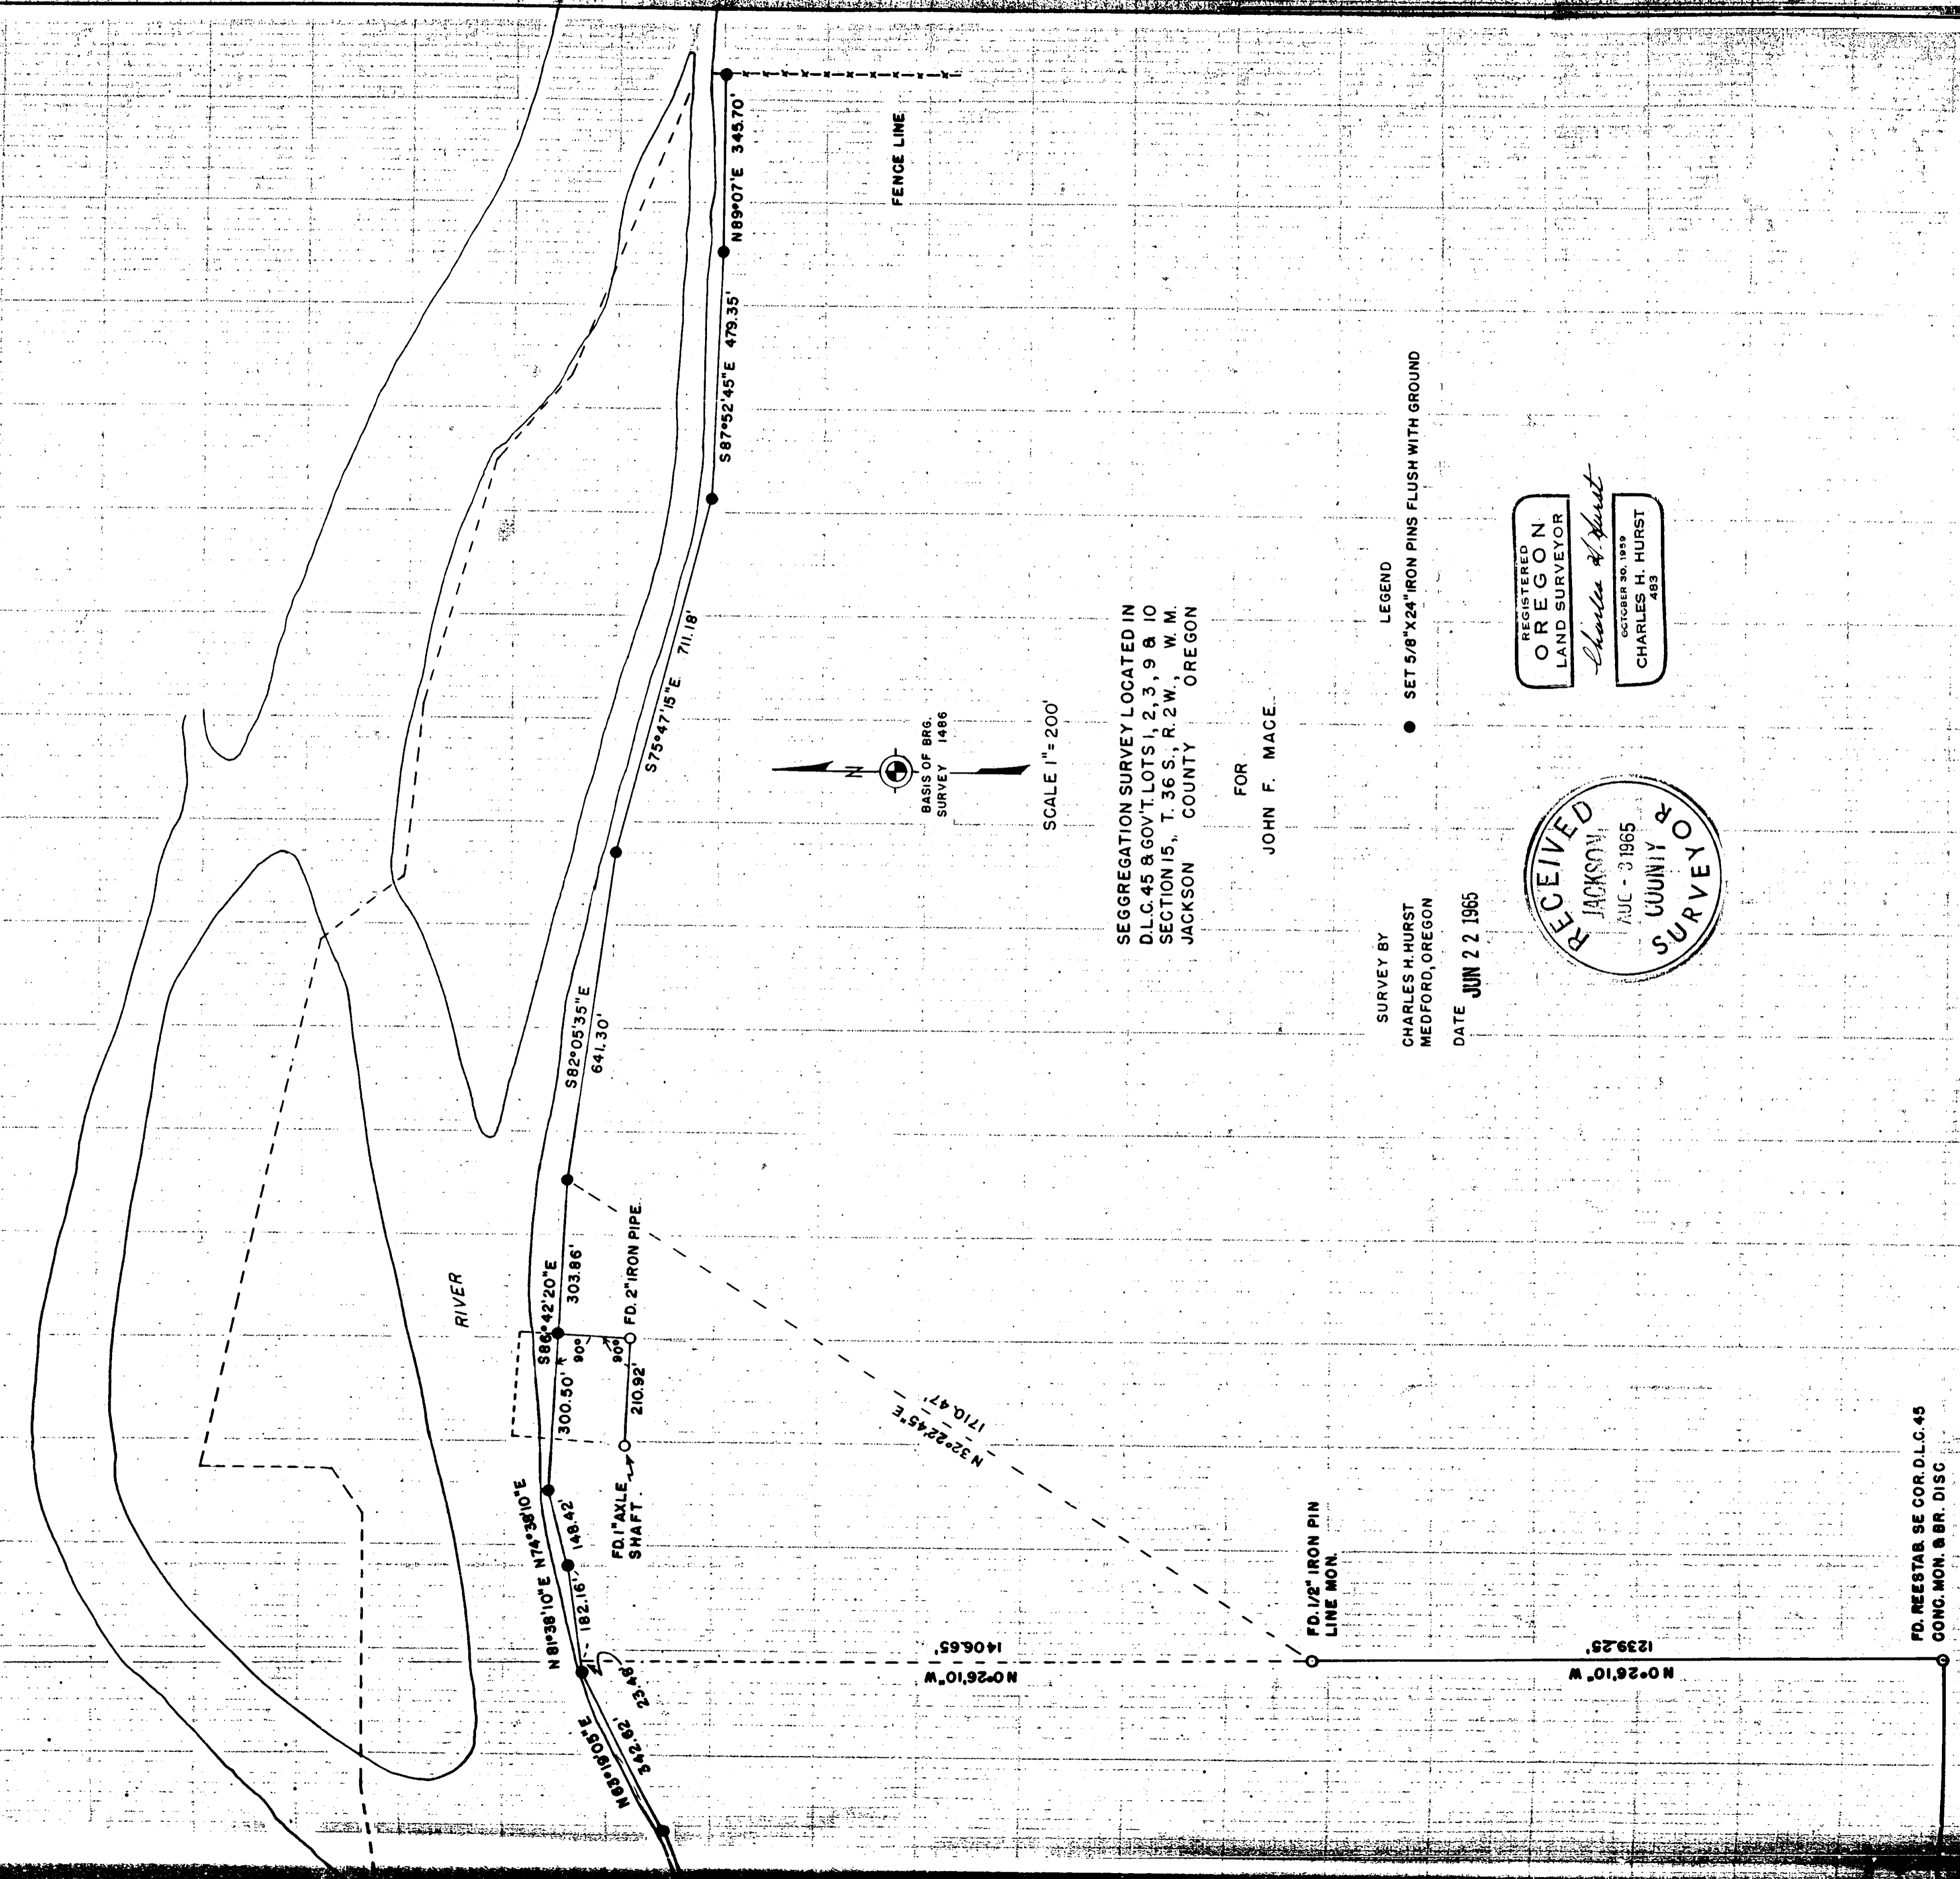 FENCE LINE
N89°07'E 345.70'
S87°52'45"E 479.35'
S75°47'15"E 711.18'
S82°05'35"E
641.30'
S86°42'20"E
303.86'
300.50'
90°
90°
FD. 2" IRON PIPE
210.92'
FD. 1" AXLE
SHAFT
RIVER
N74°38'10"E
148.42'
N81°38'10"E
182.16'
23.48'
N63°19'05"E
342.62'
N32°22'45"E
1710.47'
1406.65'
N0°26'10"W
FD. 1/2" IRON PIN
LINE MON.
1239.25'
N0°26'10"W
FD. REESTAB. SE COR. D.L.C. 45
CONC. MON. & BR. DISC
N
BASIS OF BRG.
SURVEY 1486
SCALE 1" = 200'
SEGGREGATION SURVEY LOCATED IN
D.L.C. 45 & GOV'T. LOTS 1, 2, 3, 9 & 10
SECTION 15, T. 36 S., R. 2 W., W. M.
JACKSON COUNTY, OREGON
FOR
JOHN F. MACE
LEGEND
SET 5/8"X24" IRON PINS FLUSH WITH GROUND
SURVEY BY
CHARLES H. HURST
MEDFORD, OREGON
DATE JUN 22 1965
REGISTERED
OREGON
LAND SURVEYOR
Charles H. Hurst
OCTOBER 30, 1959
CHARLES H. HURST
483
RECEIVED
JACKSON
AUG - 3 1965
COUNTY
SURVEYOR